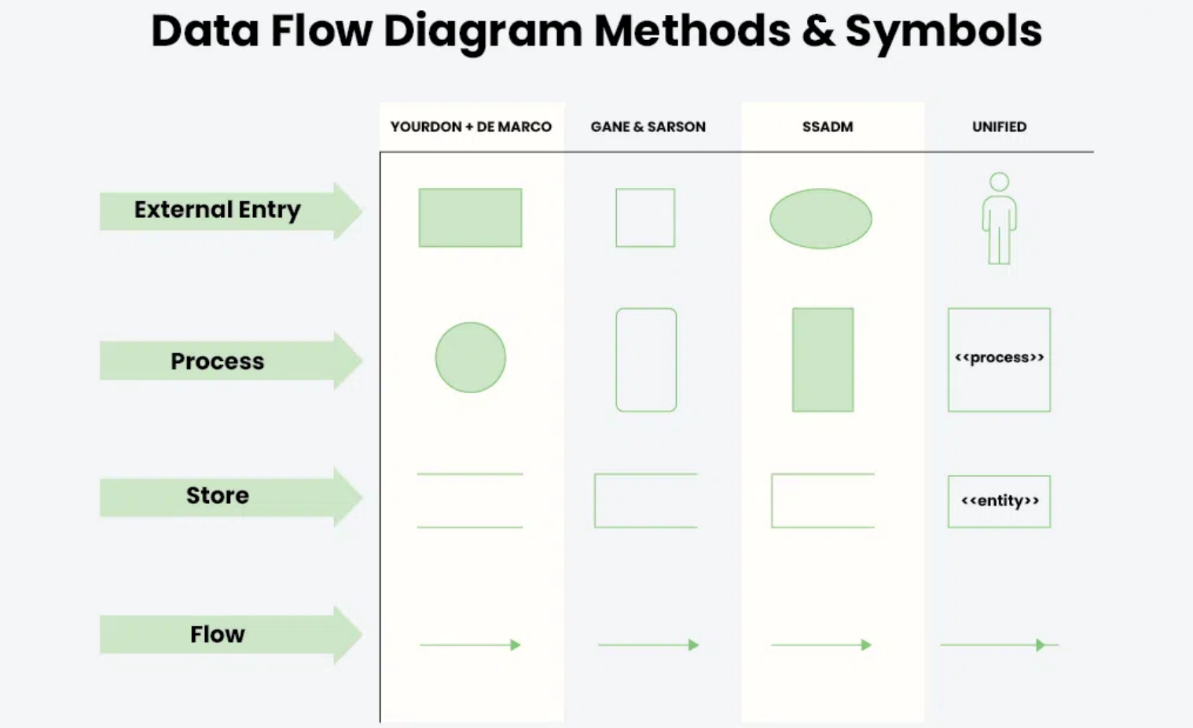 Data Flow Diagram Methods & Symbols
YOURDON + DE MARCO
GANE & SARSON
SSADM
UNIFIED
External Entry
Process
<<process>>
Store
<<entity>>
Flow